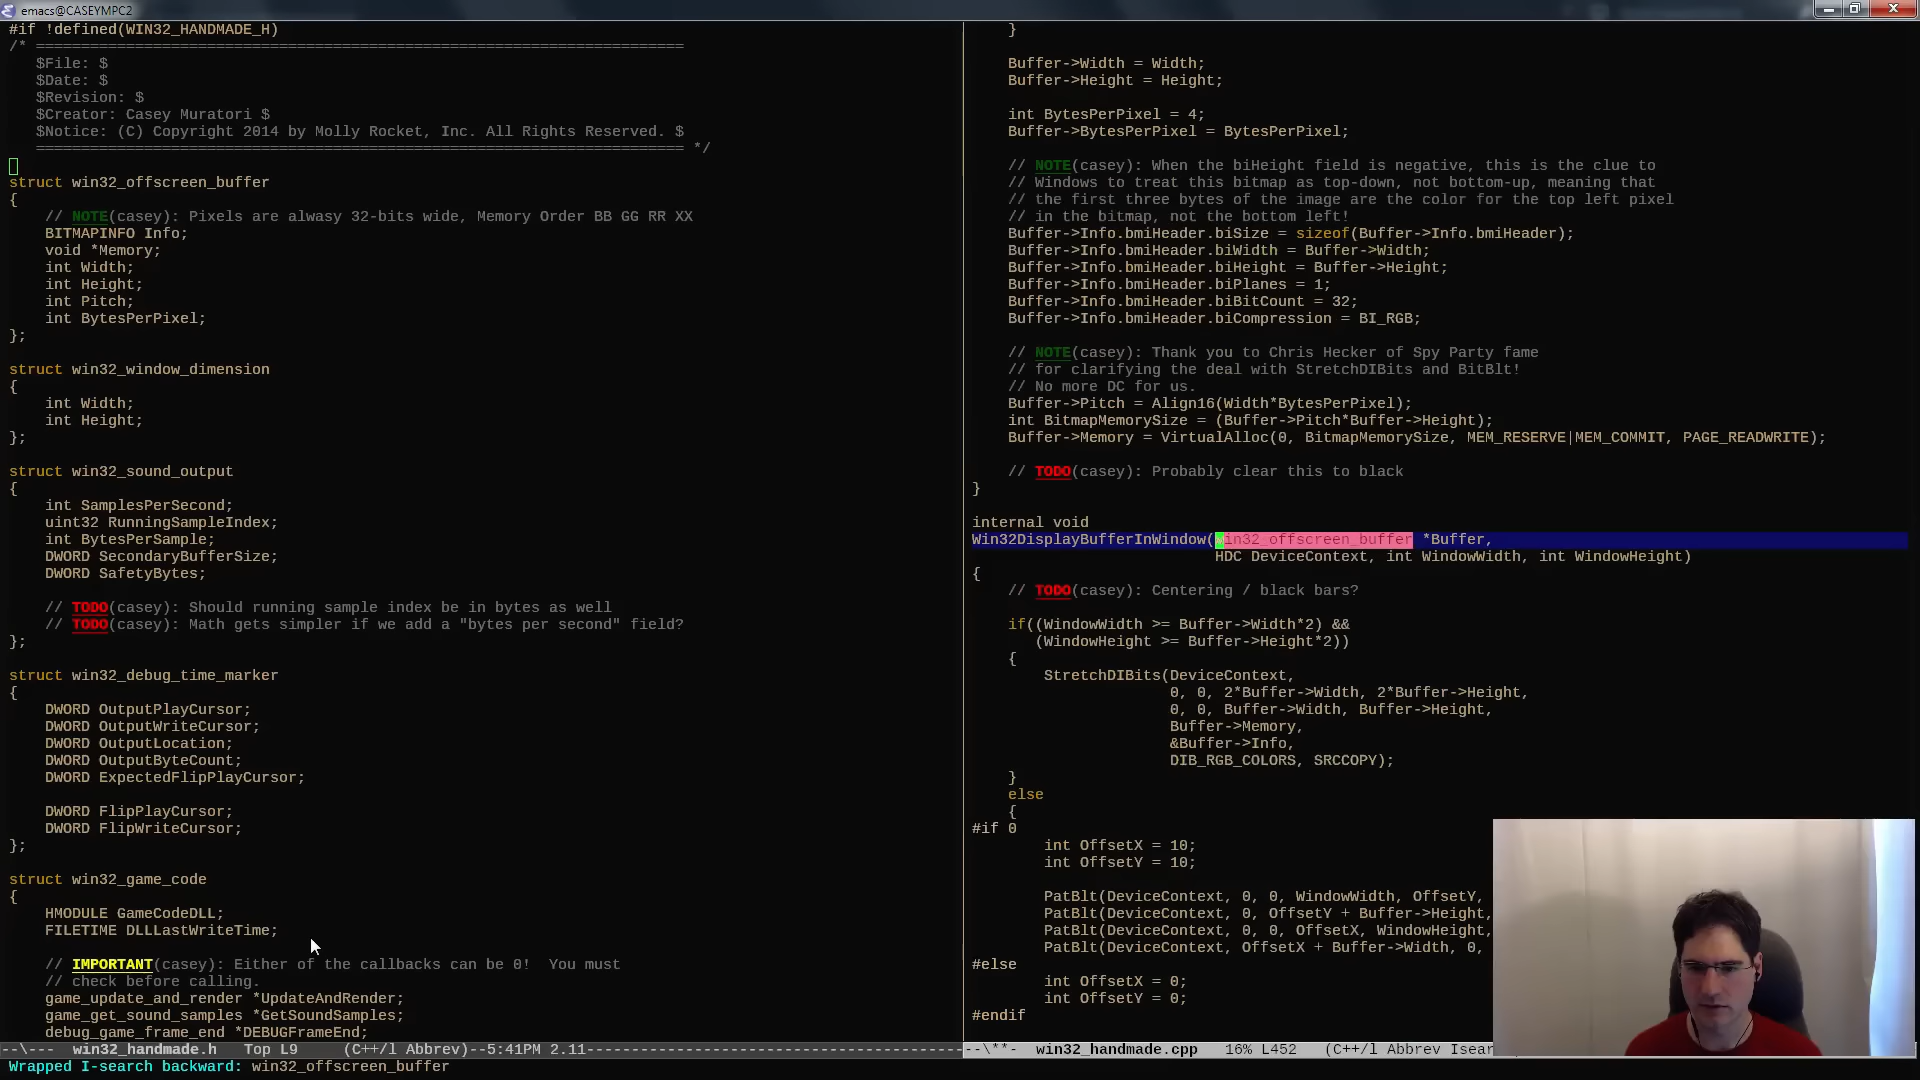 emacs@CASEYMPC2
#if !defined(WIN32_HANDMADE_H)
/* ========================================================================
   $File: $
   $Date: $
   $Revision: $
   $Creator: Casey Muratori $
   $Notice: (C) Copyright 2014 by Molly Rocket, Inc. All Rights Reserved. $
   ======================================================================== */
struct win32_offscreen_buffer
{
    // NOTE(casey): Pixels are alwasy 32-bits wide, Memory Order BB GG RR XX
    BITMAPINFO Info;
    void *Memory;
    int Width;
    int Height;
    int Pitch;
    int BytesPerPixel;
};
struct win32_window_dimension
{
    int Width;
    int Height;
};
struct win32_sound_output
{
    int SamplesPerSecond;
    uint32 RunningSampleIndex;
    int BytesPerSample;
    DWORD SecondaryBufferSize;
    DWORD SafetyBytes;
    // TODO(casey): Should running sample index be in bytes as well
    // TODO(casey): Math gets simpler if we add a "bytes per second" field?
};
struct win32_debug_time_marker
{
    DWORD OutputPlayCursor;
    DWORD OutputWriteCursor;
    DWORD OutputLocation;
    DWORD OutputByteCount;
    DWORD ExpectedFlipPlayCursor;
    DWORD FlipPlayCursor;
    DWORD FlipWriteCursor;
};
struct win32_game_code
{
    HMODULE GameCodeDLL;
    FILETIME DLLLastWriteTime;
    // IMPORTANT(casey): Either of the callbacks can be 0!  You must
    // check before calling.
    game_update_and_render *UpdateAndRender;
    game_get_sound_samples *GetSoundSamples;
    debug_game_frame_end *DEBUGFrameEnd;
--\---  win32_handmade.h   Top L9     (C++/l Abbrev)--5:41PM 2.11
    }
    Buffer->Width = Width;
    Buffer->Height = Height;
    int BytesPerPixel = 4;
    Buffer->BytesPerPixel = BytesPerPixel;
    // NOTE(casey): When the biHeight field is negative, this is the clue to
    // Windows to treat this bitmap as top-down, not bottom-up, meaning that
    // the first three bytes of the image are the color for the top left pixel
    // in the bitmap, not the bottom left!
    Buffer->Info.bmiHeader.biSize = sizeof(Buffer->Info.bmiHeader);
    Buffer->Info.bmiHeader.biWidth = Buffer->Width;
    Buffer->Info.bmiHeader.biHeight = Buffer->Height;
    Buffer->Info.bmiHeader.biPlanes = 1;
    Buffer->Info.bmiHeader.biBitCount = 32;
    Buffer->Info.bmiHeader.biCompression = BI_RGB;
    // NOTE(casey): Thank you to Chris Hecker of Spy Party fame
    // for clarifying the deal with StretchDIBits and BitBlt!
    // No more DC for us.
    Buffer->Pitch = Align16(Width*BytesPerPixel);
    int BitmapMemorySize = (Buffer->Pitch*Buffer->Height);
    Buffer->Memory = VirtualAlloc(0, BitmapMemorySize, MEM_RESERVE|MEM_COMMIT, PAGE_READWRITE);
    // TODO(casey): Probably clear this to black
}
internal void
Win32DisplayBufferInWindow(win32_offscreen_buffer *Buffer,
                           HDC DeviceContext, int WindowWidth, int WindowHeight)
{
    // TODO(casey): Centering / black bars?
    if((WindowWidth >= Buffer->Width*2) &&
       (WindowHeight >= Buffer->Height*2))
    {
        StretchDIBits(DeviceContext,
                      0, 0, 2*Buffer->Width, 2*Buffer->Height,
                      0, 0, Buffer->Width, Buffer->Height,
                      Buffer->Memory,
                      &Buffer->Info,
                      DIB_RGB_COLORS, SRCCOPY);
    }
    else
    {
#if 0
        int OffsetX = 10;
        int OffsetY = 10;
        PatBlt(DeviceContext, 0, 0, WindowWidth, OffsetY,
        PatBlt(DeviceContext, 0, OffsetY + Buffer->Height,
        PatBlt(DeviceContext, 0, 0, OffsetX, WindowHeight,
        PatBlt(DeviceContext, OffsetX + Buffer->Width, 0,
#else
        int OffsetX = 0;
        int OffsetY = 0;
#endif
--\**-  win32_handmade.cpp   16% L452   (C++/l Abbrev Isear
Wrapped I-search backward: win32_offscreen_buffer